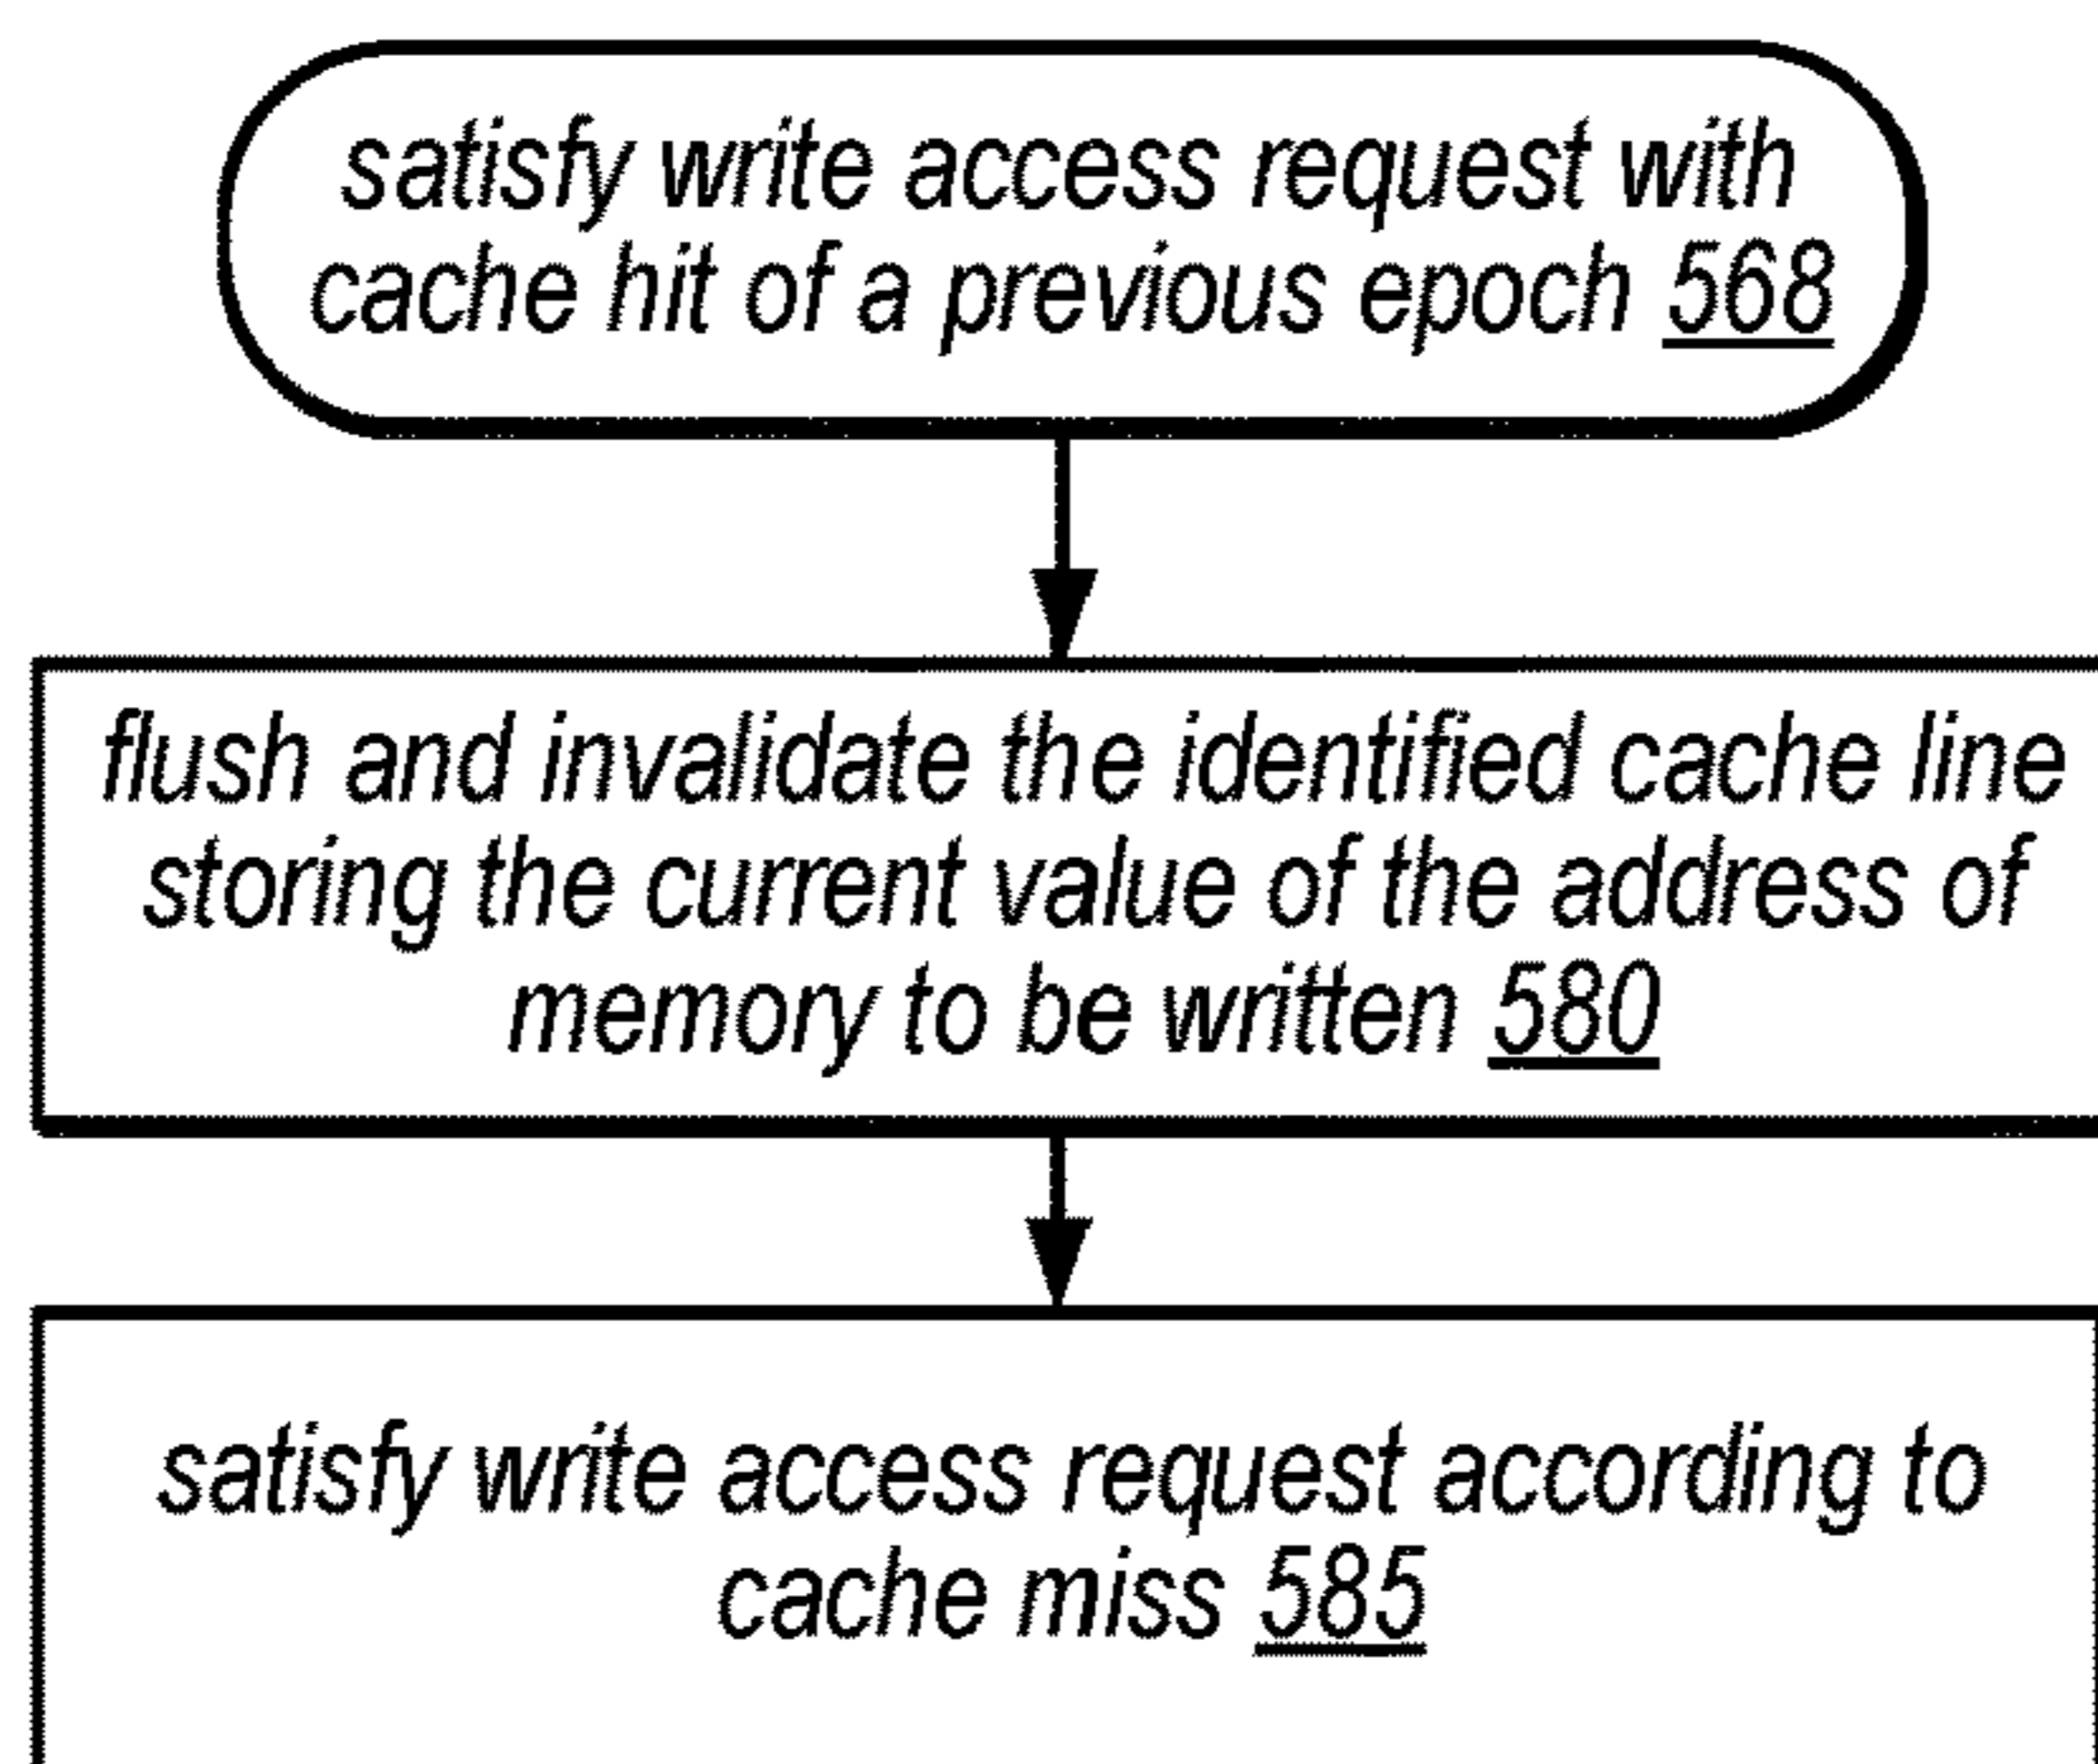 satisfy write access request with
cache hit of a previous epoch 568
flush and invalidate the identified cache line
storing the current value of the address of
memory to be written 580
satisfy write access request according to
cache miss 585